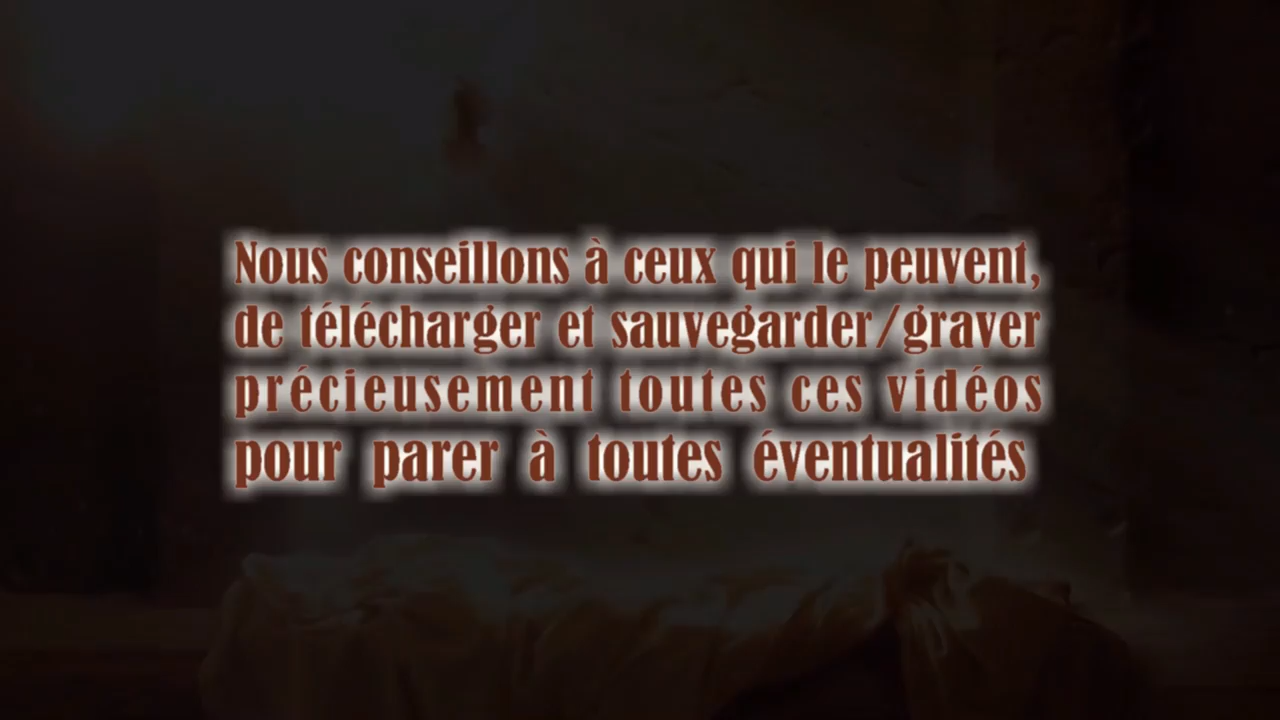 Nous conseillons à ceux qui le peuvent,
de télécharger et sauvegarder/graver
précieusement toutes ces vidéos
pour parer à toutes éventualités